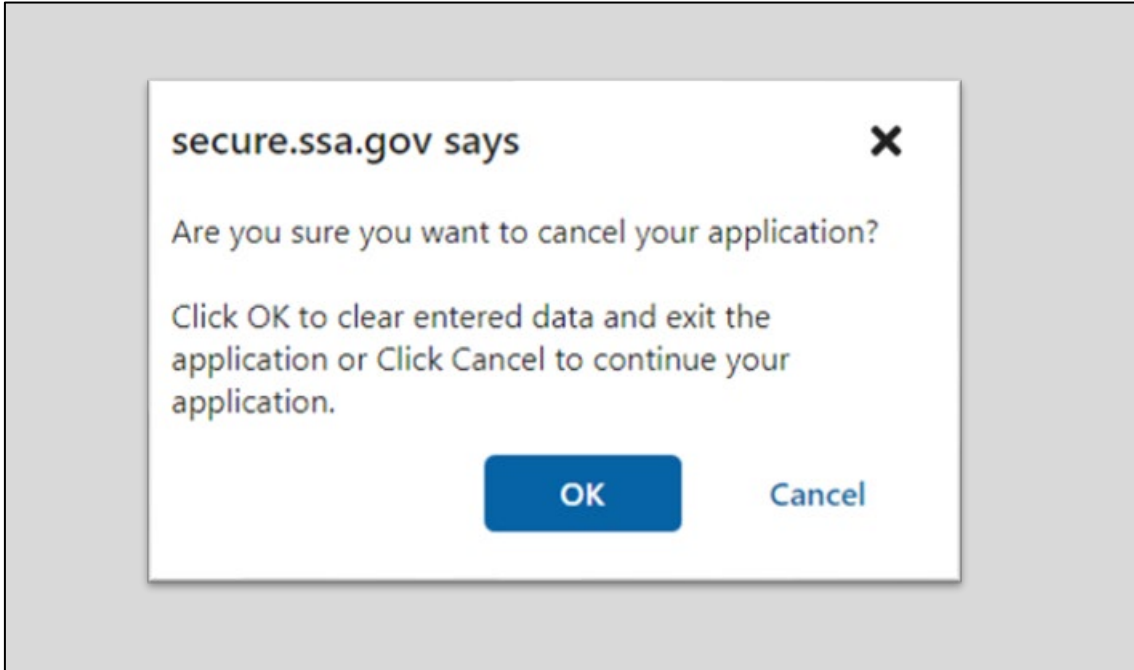 secure.ssa.gov says
Are you sure you want to cancel your application?
Click OK to clear entered data and exit the
application or Click Cancel to continue your
application.
OK
Cancel